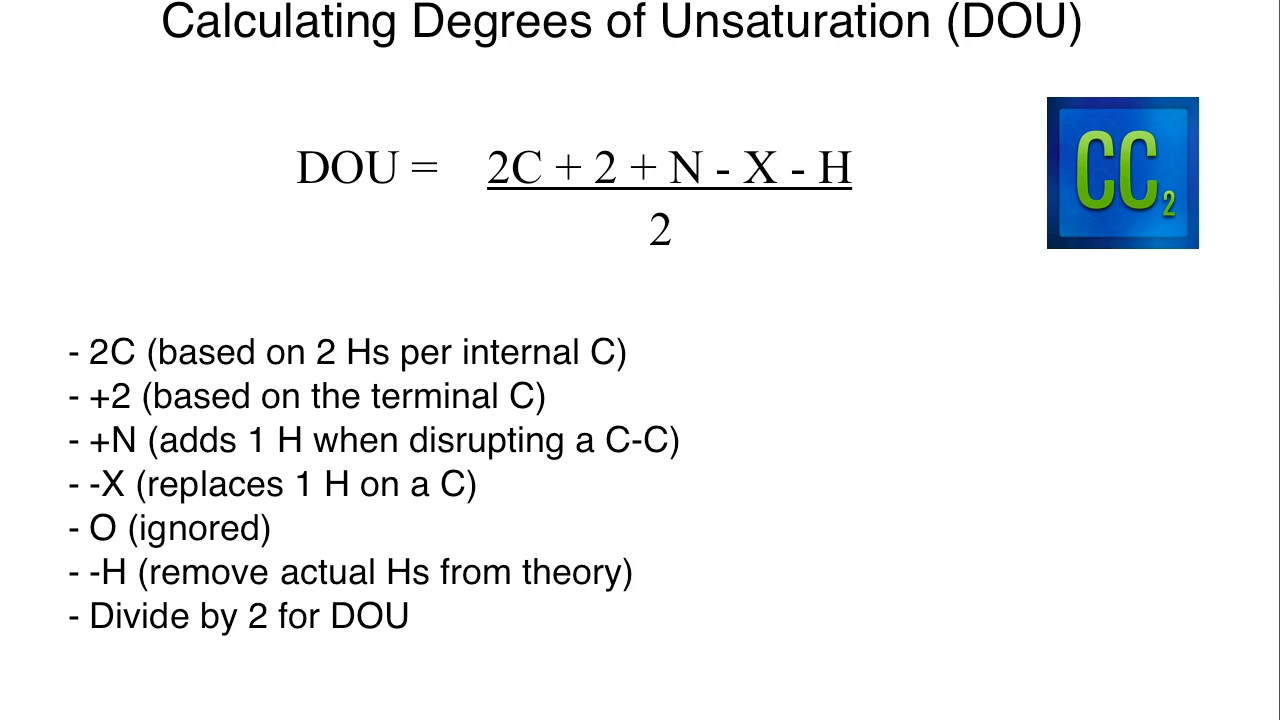 Calculating Degrees of Unsaturation (DOU)
DOU = 2C + 2 + N - X - H
2
CC2
- 2C (based on 2 Hs per internal C)
- +2 (based on the terminal C)
- +N (adds 1 H when disrupting a C-C)
- -X (replaces 1 H on a C)
- O (ignored)
- -H (remove actual Hs from theory)
- Divide by 2 for DOU